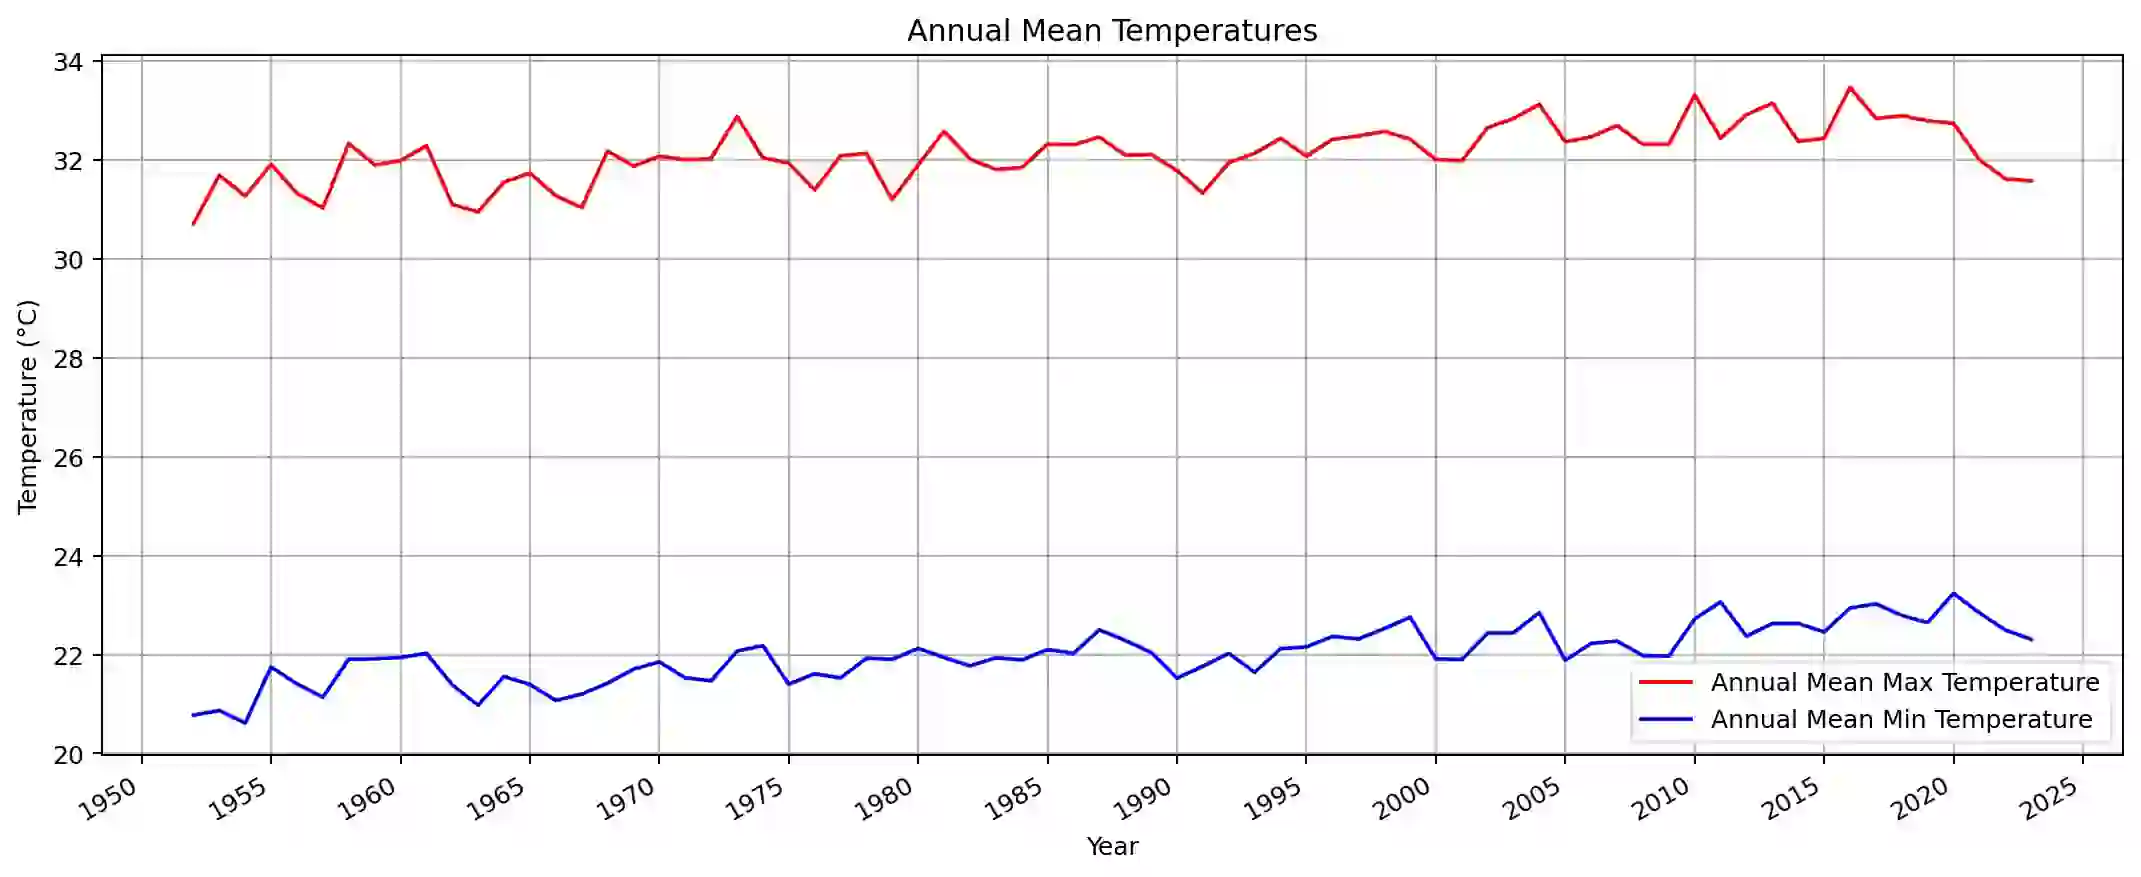 Annual Mean Temperatures
34
32
30
28
26
24
22
20
Temperature (°C)
Annual Mean Max Temperature
Annual Mean Min Temperature
1950 1955 1960 1965 1970 1975 1980 1985 1990 1995 2000 2005 2010 2015 2020 2025
Year